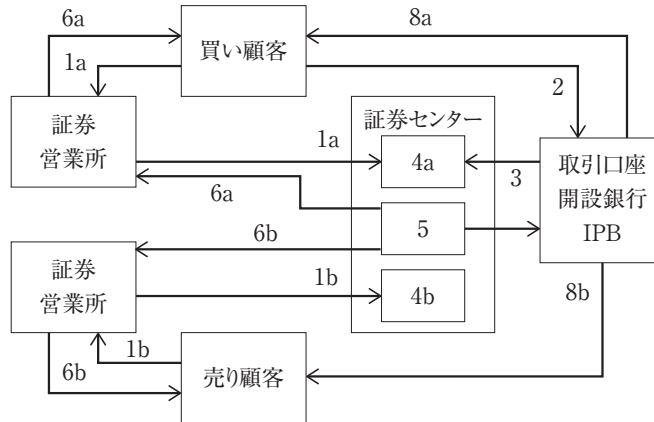 6a
8a
買い顧客
1a
2
証券
営業所
証券センター
1a
4a
3
取引口座
開設銀行
IPB
6a
5
6b
証券
営業所
1b
4b
8b
1b
6b
売り顧客